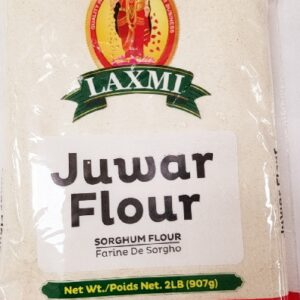 LAXMI
Juwar
Flour
SORGHUM FLOUR
Farine De Sorgho
Net Wt./Poids Net. 2LB (907g)